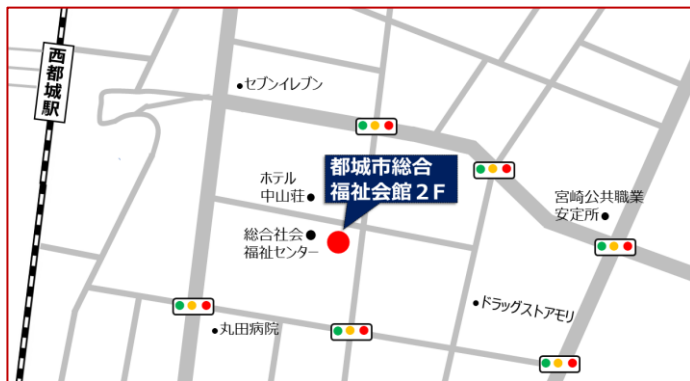 西都城駅
セブンイレブン
都城市総合
福祉会館2F
ホテル
中山荘
宮崎公共職業
安定所
総合社会
福祉センター
ドラッグストアモリ
丸田病院